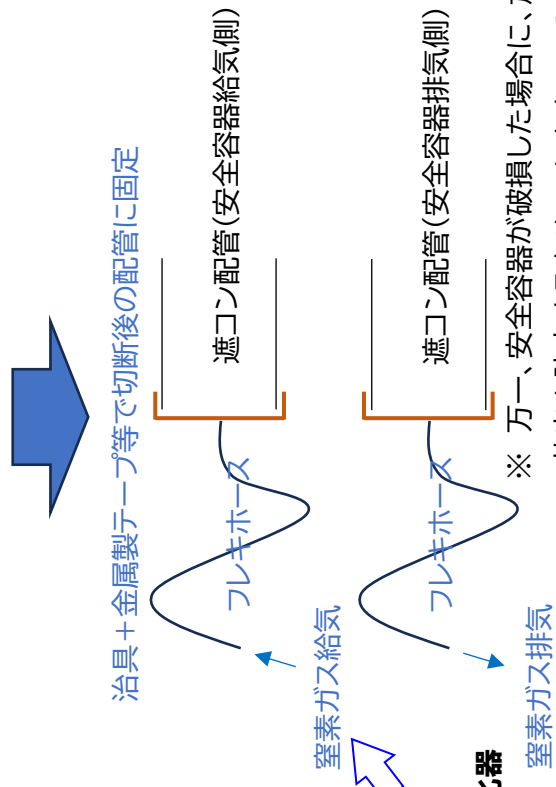 治具+金属製テープ等で切断後の配管に固定
遮コン配管(安全容器給気側)
フレキホース
窒素ガス給気
遮コン配管(安全容器排気側)
フレキホース
窒素ガス排気
※ 万一、安全容器が破損した場合に、
器